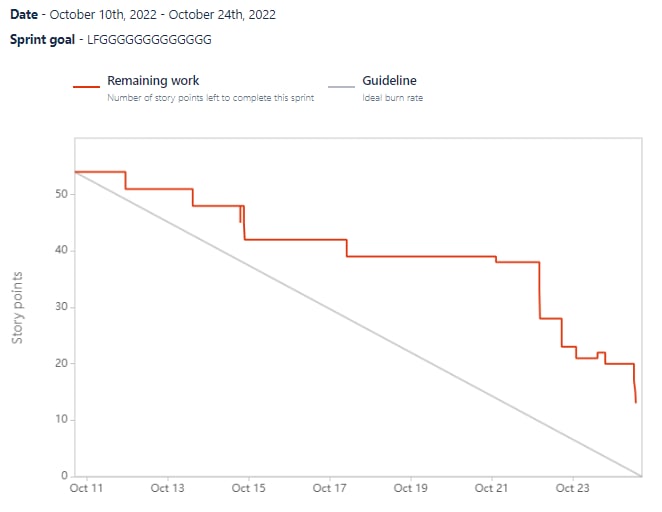 Date - October 10th, 2022 - October 24th, 2022
Sprint goal - LFGGGGGGGGGGGGG
Remaining work
Number of story points left to complete this sprint
Guideline
Ideal burn rate
Story points
50
40
30
20
10
0
Oct 11 Oct 13 Oct 15 Oct 17 Oct 19 Oct 21 Oct 23